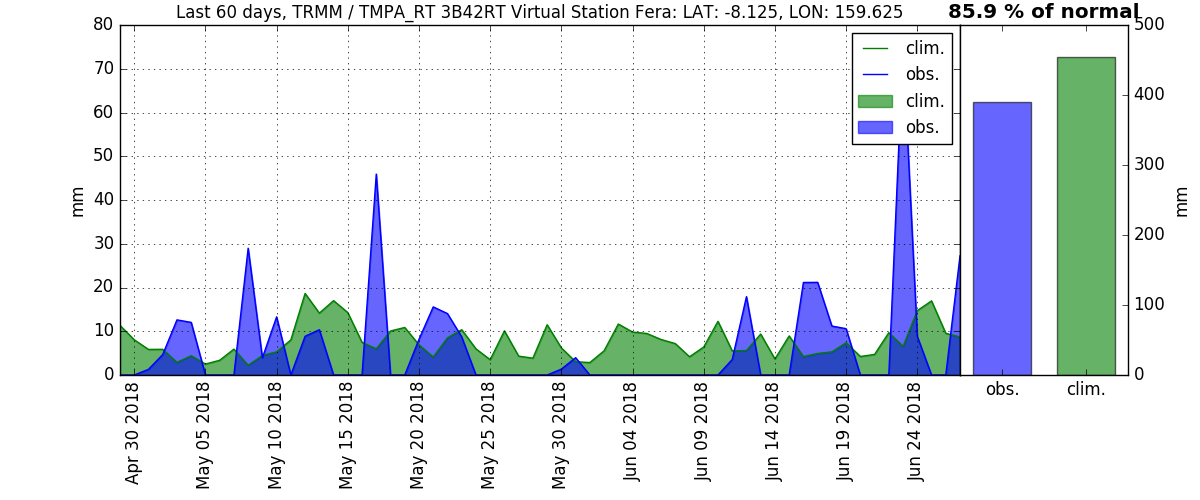 Last 60 days, TRMM / TMPA_RT 3B42RT Virtual Station Fera: LAT: -8.125, LON: 159.625
85.9 % of normal
80
70
60
50
40
30
20
10
0
mm
clim.
obs.
clim.
obs.
500
400
300
200
100
0
mm
obs.
clim.
Apr 30 2018
May 05 2018
May 10 2018
May 15 2018
May 20 2018
May 25 2018
May 30 2018
Jun 04 2018
Jun 09 2018
Jun 14 2018
Jun 19 2018
Jun 24 2018